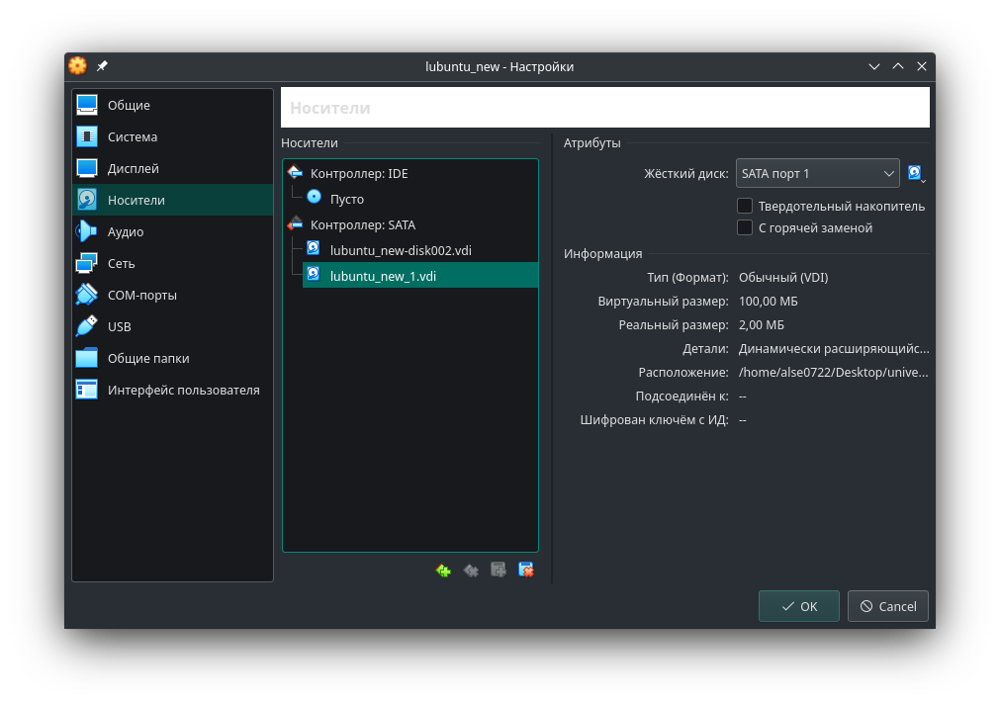 lubuntu_new - Настройки
Общие
Система
Дисплей
Носители
Аудио
Сеть
COM-порты
USB
Общие папки
Интерфейс пользователя
Носители
Носители
Контроллер: IDE
Пусто
Контроллер: SATA
lubuntu_new-disk002.vdi
lubuntu_new_1.vdi
Атрибуты
Жёсткий диск: SATA порт 1
Твердотельный накопитель
С горячей заменой
Информация
Тип (Формат): Обычный (VDI)
Виртуальный размер: 100,00 МБ
Реальный размер: 2,00 МБ
Детали: Динамически расширяющийс...
Расположение: /home/alse0722/Desktop/unive...
Подсоединён к: --
Шифрован ключём с ИД: --
OK
Cancel